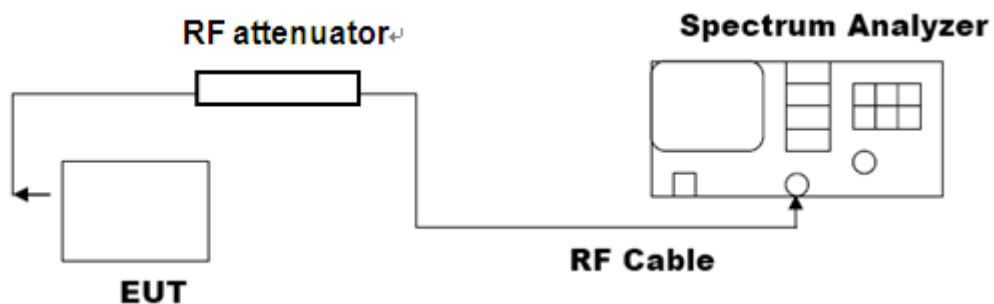 RF attenuator↵
Spectrum Analyzer
RF Cable
EUT